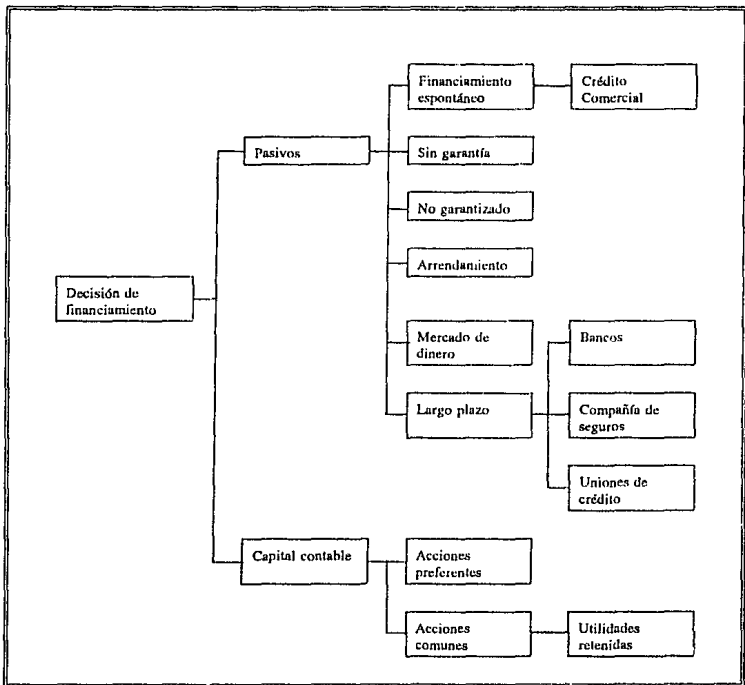 Financiamiento
espontáneo
Crédito
Comercial
Pasivos
Sin garantía
No garantizado
Arrendamiento
Decisión de
financiamiento
Mercado de
dinero
Bancos
Largo plazo
Compañía de
seguros
Uniones de
crédito
Capital contable
Acciones
preferentes
Acciones
comunes
Utilidades
retenidas